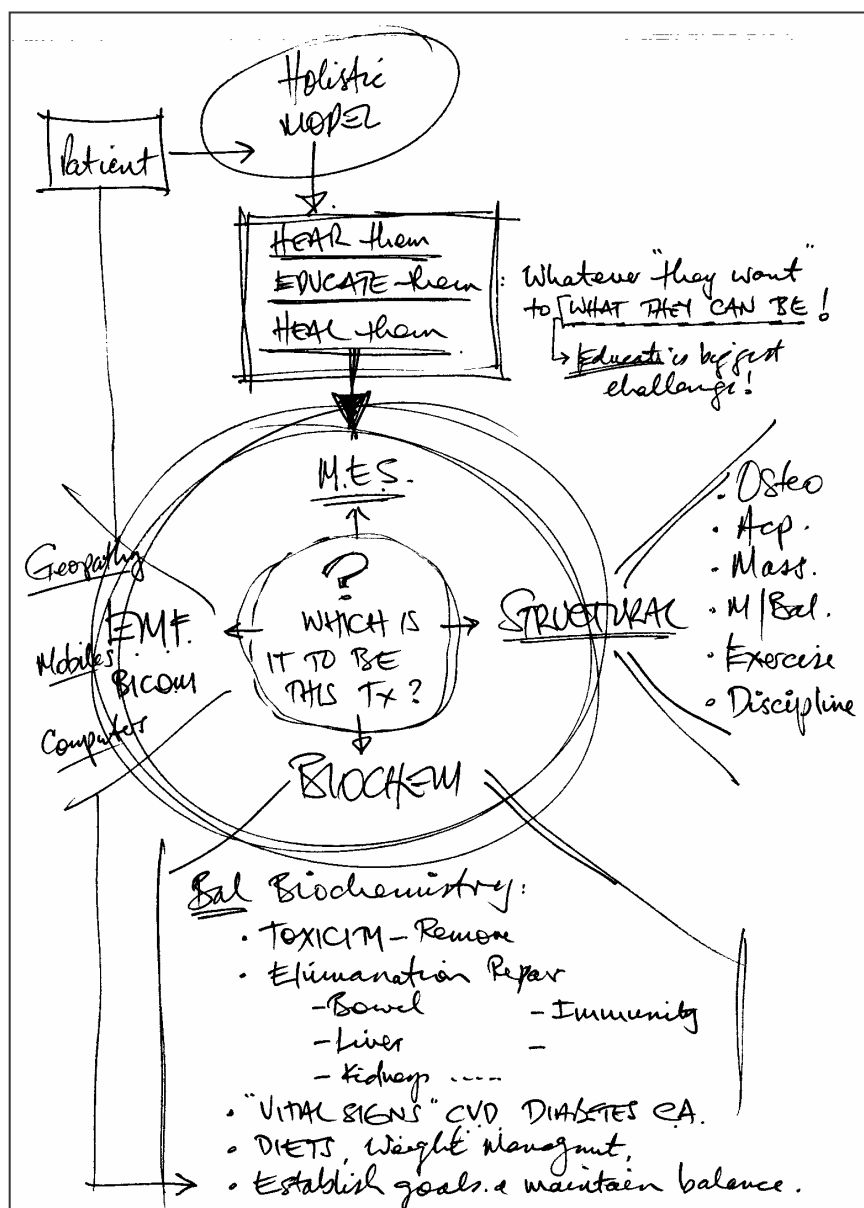 Holistic
MODEL
Patient
HEAR them
EDUCATE them
HEAL them
: Whatever "they want"
to WHAT THEY CAN BE!
Educate is biggest
challenge!
M.E.S.
?
WHICH IS
IT TO BE
THIS Tx?
Geopathy
EMF.
Mobiles
BICOM
Computers
STRUCTURAL
• Osteo
• Acp.
• Mass.
• M/Bal.
• Exercise
• Discipline
BIOCHEM
Bal Biochemistry:
• TOXICITY - Remove
• Elimanation Repair
- Bowel
- Immunity
- Liver
-
- Kidneys .....
• "VITAL SIGNS" CVD DIABETES CA.
• DIETS, Weight Managmnt,
• Establish goals & maintain balance.